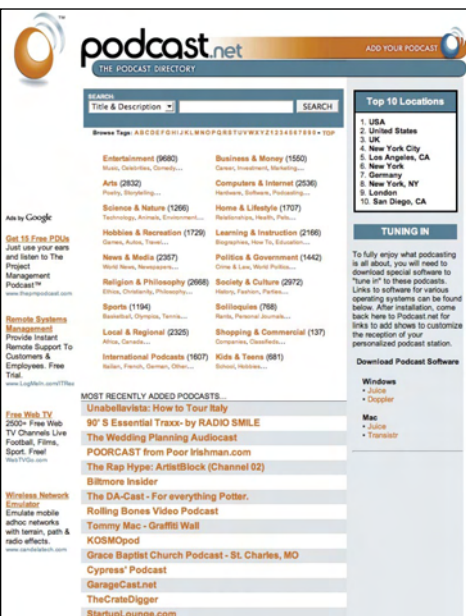 TM
podcast.net
ADD YOUR PODCAST
THE PODCAST DIRECTORY
SEARCH:
Title & Description
SEARCH
Browse Tags: A B C D E F G H I J K L M N O P Q R S T U V W X Y Z 1 2 3 4 5 6 7 8 9 0 • TOP
Entertainment (9680)
Music, Celebrities, Comedy...
Business & Money (1550)
Career, Investment, Marketing...
Arts (2832)
Poetry, Storytelling...
Computers & Internet (2536)
Hardware, Software, Podcasting...
Science & Nature (1266)
Technology, Animals, Environment...
Home & Lifestyle (1707)
Relationships, Health, Pets...
Hobbies & Recreation (1729)
Games, Autos, Travel...
Learning & Instruction (2166)
Biographies, How To, Education...
News & Media (2357)
World News, Newspapers...
Politics & Government (1442)
Crime & Law, World Politics...
Religion & Philosophy (2668)
Ethics, Christianity, Philosophy...
Society & Culture (2972)
History, Fashion, Parties...
Sports (1194)
Basketball, Olympics, Tennis...
Soliloquies (768)
Rants, Personal Journals...
Local & Regional (2325)
Africa, Canada...
Shopping & Commercial (137)
Companies, Classifieds...
International Podcasts (1607)
Italian, French, German, Other...
Kids & Teens (681)
School, Hobbies...
MOST RECENTLY ADDED PODCASTS...
Unabellavista: How to Tour Italy
90' S Essential Traxx- by RADIO SMILE
The Wedding Planning Audiocast
POORCAST from Poor Irishman.com
The Rap Hype: ArtistBlock (Channel 02)
Biltmore Insider
The DA-Cast - For everything Potter.
Rolling Bones Video Podcast
Tommy Mac - Graffiti Wall
KOSMOpod
Grace Baptist Church Podcast - St. Charles, MO
Cypress' Podcast
GarageCast.net
TheCrateDigger
StartupLounge.com
Ads by Google
Get 15 Free PDUs
Just use your ears
and listen to The
Project
Management
Podcast™
www.thepmpodcast.com
Remote Systems
Management
Provide Instant
Remote Support To
Customers &
Employees. Free
Trial.
www.LogMeIn.com/ITRes
Free Web TV
2500+ Free Web
TV Channels Live
Football, Films,
Sport. Free!
WebTVGo.com
Wireless Network
Emulator
Emulate mobile
adhoc networks
with terrain, path &
radio effects.
www.candelatech.com
Top 10 Locations
1. USA
2. United States
3. UK
4. New York City
5. Los Angeles, CA
6. New York
7. Germany
8. New York, NY
9. London
10. San Diego, CA
TUNING IN
To fully enjoy what podcasting
is all about, you will need to
download special software to
"tune in" to these podcasts.
Links to software for various
operating systems can be found
below. After installation, come
back here to Podcast.net for
links to add shows to customize
the reception of your
personalized podcast station.
Download Podcast Software
Windows
• Juice
• Doppler
Mac
• Juice
• Transistr